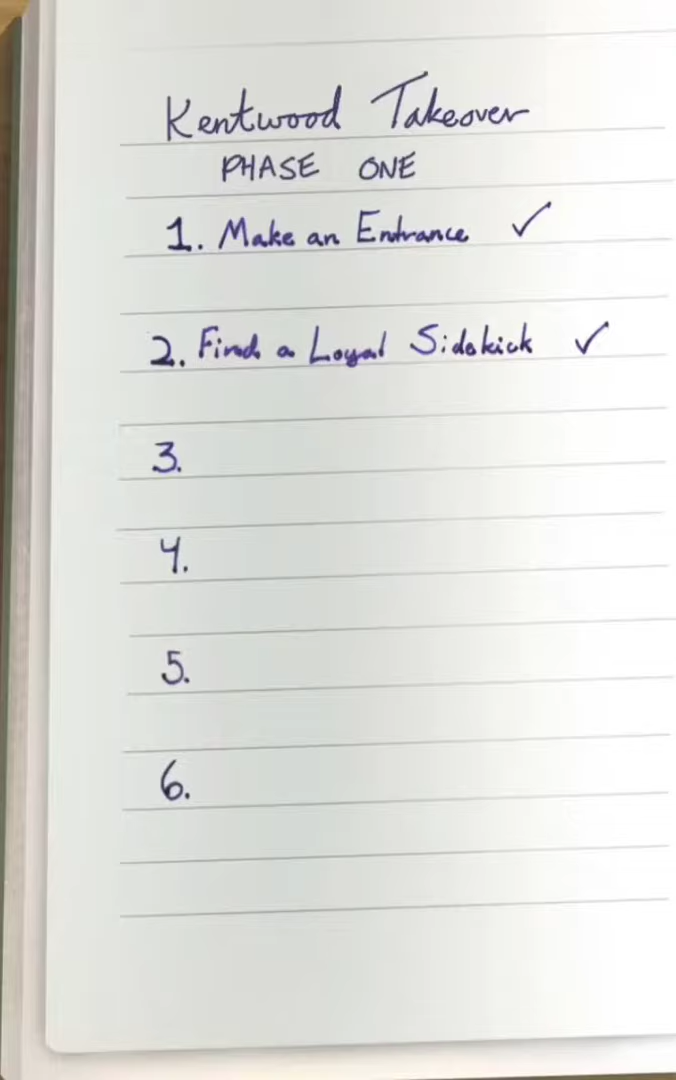 Kentwood Takeover
PHASE ONE
1. Make an Entrance ✓
2. Find a Loyal Sidekick ✓
3.
4.
5.
6.